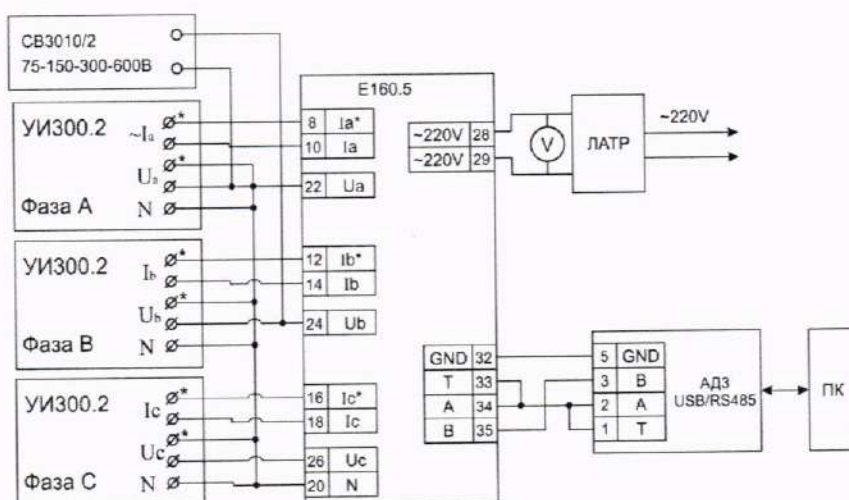 СВ3010/2
75-150-300-600В
УИ300.2
~Ia
*
Ua
*
N
Фаза А
УИ300.2
Ib
*
Ub
*
N
Фаза В
УИ300.2
Ic
*
Uc
*
N
Фаза С
E160.5
8 Ia*
10 Ia
22 Ua
12 Ib*
14 Ib
24 Ub
16 Ic*
18 Ic
26 Uc
20 N
~220V 28
~220V 29
V
ЛАТР
~220V
GND 32
T 33
A 34
B 35
5 GND
3 B
2 A
1 T
АДЗ
USB/RS485
ПК